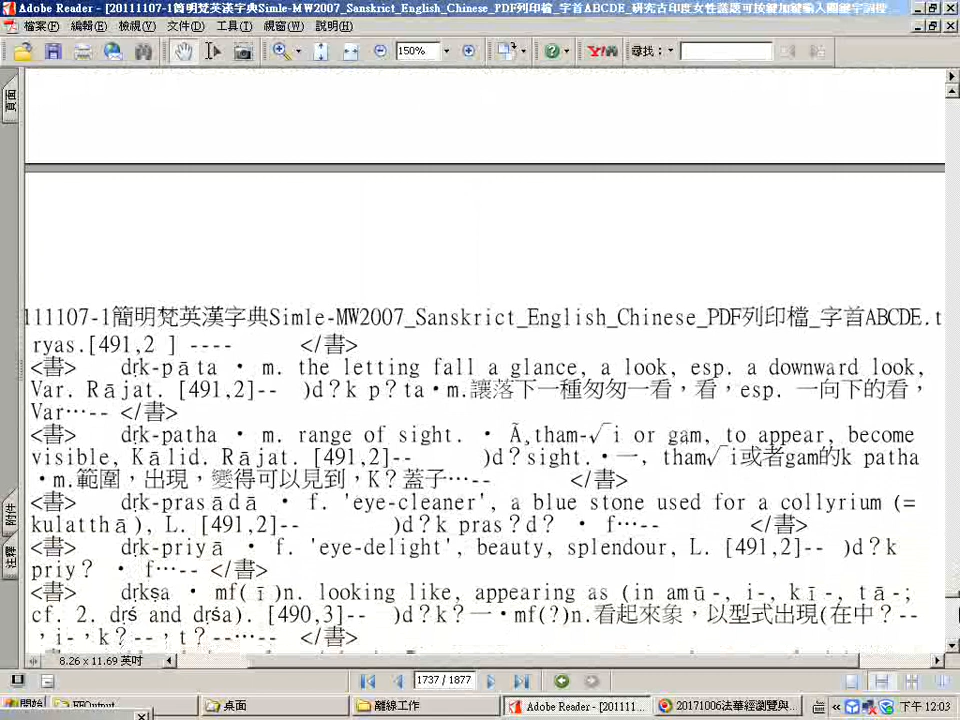 Adobe Reader - [20111107-1簡明梵英漢字典Simle-MW2007_Sanskrict_English_Chinese_PDF列印檔_字首ABCDE_研究古印度女性議題可按
檔案(F) 編輯(E) 檢視(V) 文件(D) 工具(T) 視窗(W) 說明(H)
150% Y! 尋找:
頁面
111107-1簡明梵英漢字典Simle-MW2007_Sanskrict_English_Chinese_PDF列印檔_字首ABCDE.t
ryas.[491,2 ] ---- </書>
<書> dṛk-pāta ‧ m. the letting fall a glance, a look, esp. a downward look,
Var. Rājat. [491,2]-- )d?k p?ta‧m.讓落下一種匆匆一看，看，esp. 一向下的看，
Var…-- </書>
<書> dṛk-patha ‧ m. range of sight. ‧ Ã¸tham-√i or gam, to appear, become
visible, Kālid. Rājat. [491,2]-- )d?sight.‧一, tham√i或者gam的k patha
‧m.範圍，出現，變得可以見到，K?蓋子…-- </書>
<書> dṛk-prasādā ‧ f. 'eye-cleaner', a blue stone used for a collyrium (=
kulatthā), L. [491,2]-- )d?k pras?d? ‧ f…-- </書>
<書> dṛk-priyā ‧ f. 'eye-delight', beauty, splendour, L. [491,2]-- )d?k
priy? ‧ f…-- </書>
<書> dṛkṣa ‧ mf(ī)n. looking like, appearing as (in amū-, i-, kī-, tā-;
cf. 2. dṛś and dṛśa). [490,3]-- )d?k?一‧mf(?)n.看起來象，以型式出現(在中?--
，i-，k?--，t?--…-- </書>
附件
注釋
8.26 x 11.69 英吋
1737 / 1877
開始 FFOutput 桌面 離線工作 Adobe Reader - [20111... 20171006法華經瀏覽與... 下午 12:03